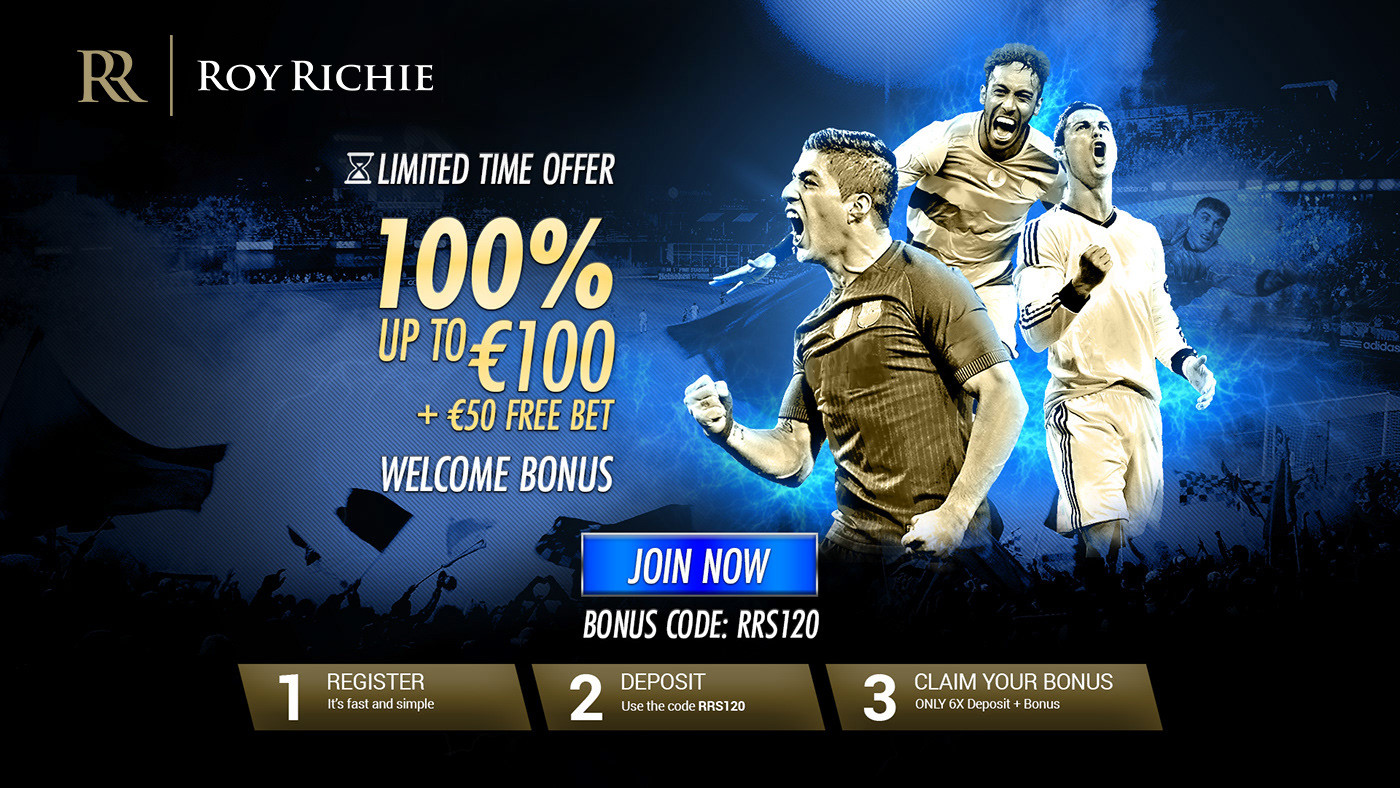 RR
ROY RICHIE
LIMITED TIME OFFER
100%
UP TO €100
+ €50 FREE BET
WELCOME BONUS
JOIN NOW
BONUS CODE: RRS120
1 REGISTER
It's fast and simple
2 DEPOSIT
Use the code RRS120
3 CLAIM YOUR BONUS
ONLY 6X Deposit + Bonus
adidas